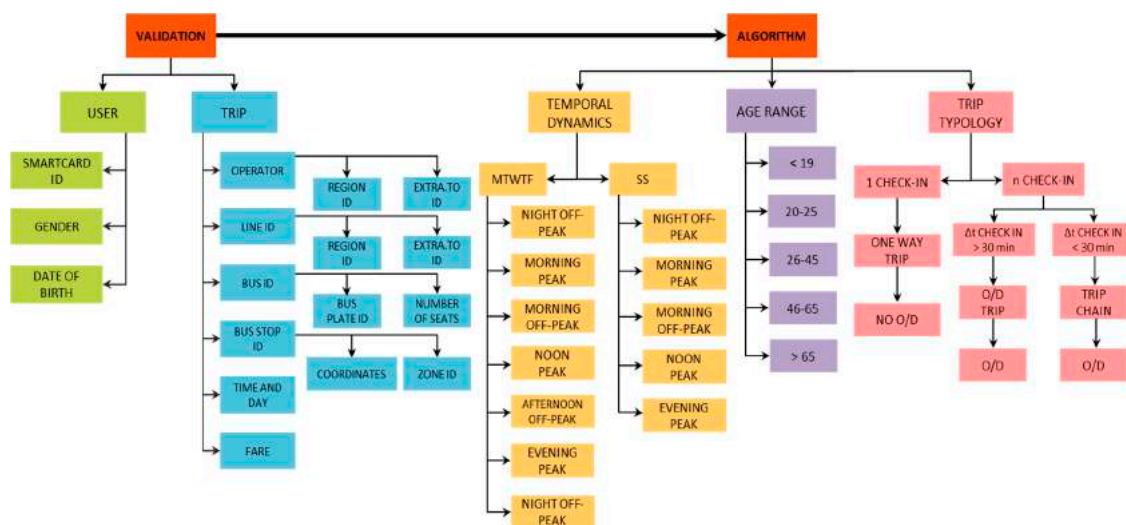 VALIDATION
ALGORITHM
USER
TRIP
TEMPORAL
DYNAMICS
AGE RANGE
TRIP
TYPOLOGY
SMARTCARD
ID
GENDER
DATE OF
BIRTH
OPERATOR
REGION
ID
EXTRA.TO
ID
LINE ID
REGION
ID
EXTRA.TO
ID
BUS ID
BUS
PLATE ID
NUMBER
OF SEATS
BUS STOP
ID
COORDINATES
ZONE ID
TIME AND
DAY
FARE
MTWTF
NIGHT OFF-
PEAK
MORNING
PEAK
MORNING
OFF-PEAK
NOON
PEAK
AFTERNOON
OFF-PEAK
EVENING
PEAK
NIGHT OFF-
PEAK
SS
NIGHT OFF-
PEAK
MORNING
PEAK
MORNING
OFF-PEAK
NOON
PEAK
EVENING
PEAK
< 19
20-25
26-45
46-65
> 65
1 CHECK-IN
ONE WAY
TRIP
NO O/D
n CHECK-IN
Δt CHECK IN
> 30 min
O/D
TRIP
O/D
Δt CHECK IN
< 30 min
TRIP
CHAIN
O/D